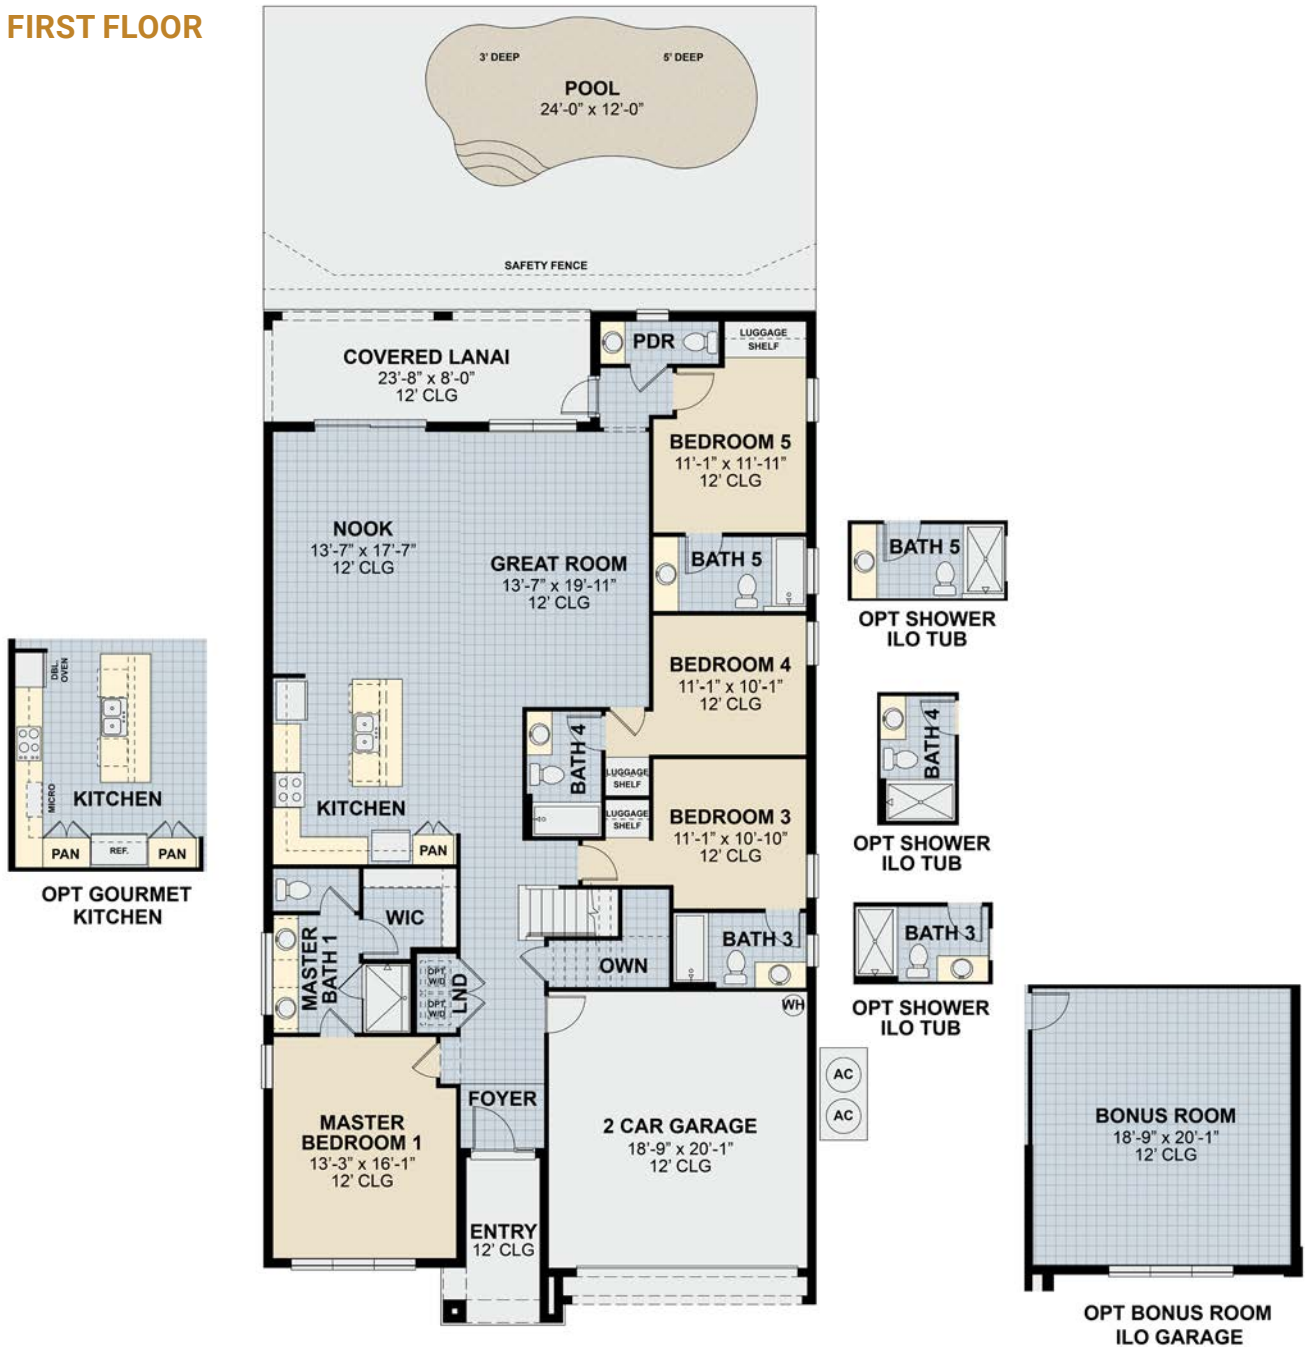 FIRST FLOOR
3' DEEP
5' DEEP
POOL
24'-0" x 12'-0"
SAFETY FENCE
COVERED LANAI
23'-8" x 8'-0"
12' CLG
PDR
LUGGAGE
SHELF
BEDROOM 5
11'-1" x 11'-11"
12' CLG
NOOK
13'-7" x 17'-7"
12' CLG
GREAT ROOM
13'-7" x 19'-11"
12' CLG
BATH 5
BEDROOM 4
11'-1" x 10'-1"
12' CLG
BATH 4
LUGGAGE
SHELF
LUGGAGE
SHELF
BEDROOM 3
11'-1" x 10'-10"
12' CLG
KITCHEN
PAN
WIC
MASTER
BATH 1
OPT
W/D
OPT
W/D
LND
OWN
BATH 3
WH
AC
AC
FOYER
MASTER
BEDROOM 1
13'-3" x 16'-1"
12' CLG
2 CAR GARAGE
18'-9" x 20'-1"
12' CLG
ENTRY
12' CLG
DBL.
OVEN
MICRO
KITCHEN
PAN
REF.
PAN
OPT GOURMET
KITCHEN
BATH 5
OPT SHOWER
ILO TUB
BATH 4
OPT SHOWER
ILO TUB
BATH 3
OPT SHOWER
ILO TUB
BONUS ROOM
18'-9" x 20'-1"
12' CLG
OPT BONUS ROOM
ILO GARAGE